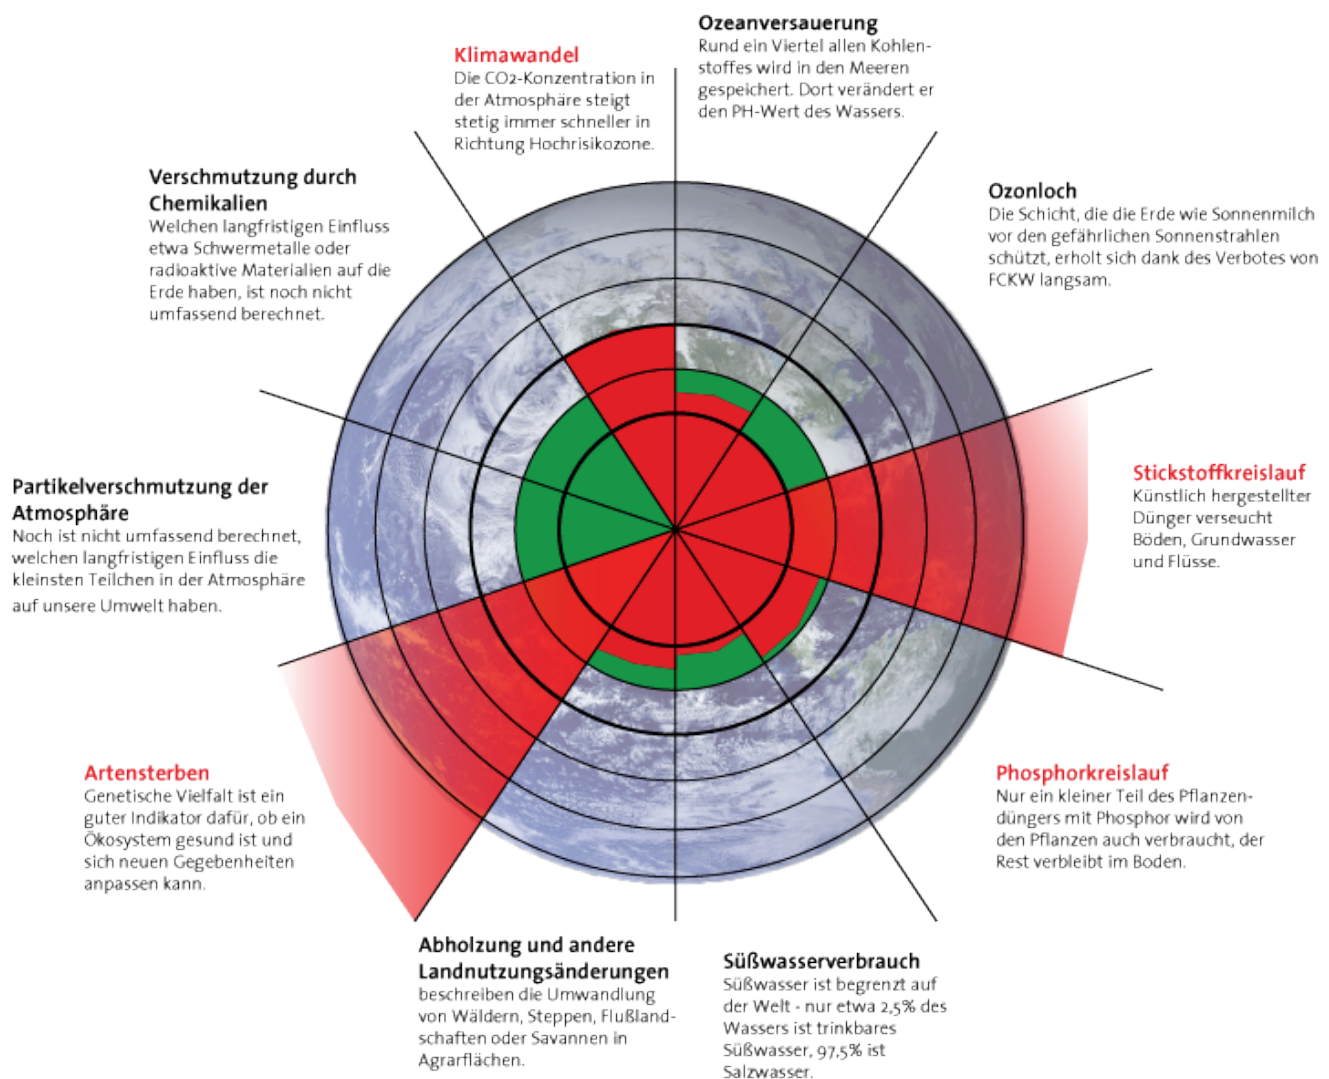 Ozeanversauerung
Rund ein Viertel allen Kohlen-
stoffes wird in den Meeren
gespeichert. Dort verändert er
den PH-Wert des Wassers.
Klimawandel
Die CO2-Konzentration in
der Atmosphäre steigt
stetig immer schneller in
Richtung Hochrisikozone.
Verschmutzung durch
Chemikalien
Welchen langfristigen Einfluss
etwa Schwermetalle oder
radioaktive Materialien auf die
Erde haben, ist noch nicht
umfassend berechnet.
Ozonloch
Die Schicht, die die Erde wie Sonnenmilch
vor den gefährlichen Sonnenstrahlen
schützt, erholt sich dank des Verbotes von
FCKW langsam.
Partikelverschmutzung der
Atmosphäre
Noch ist nicht umfassend berechnet,
welchen langfristigen Einfluss die
kleinsten Teilchen in der Atmosphäre
auf unsere Umwelt haben.
Stickstoffkreislauf
Künstlich hergestellter
Dünger verseucht
Böden, Grundwasser
und Flüsse.
Artensterben
Genetische Vielfalt ist ein
guter Indikator dafür, ob ein
Ökosystem gesund ist und
sich neuen Gegebenheiten
anpassen kann.
Phosphorkreislauf
Nur ein kleiner Teil des Pflanzen-
düngers mit Phosphor wird von
den Pflanzen auch verbraucht, der
Rest verbleibt im Boden.
Abholzung und andere
Landnutzungsänderungen
beschreiben die Umwandlung
von Wäldern, Steppen, Flußland-
schaften oder Savannen in
Agrarflächen.
Süßwasserverbrauch
Süßwasser ist begrenzt auf
der Welt - nur etwa 2,5% des
Wassers ist trinkbares
Süßwasser, 97,5% ist
Salzwasser.